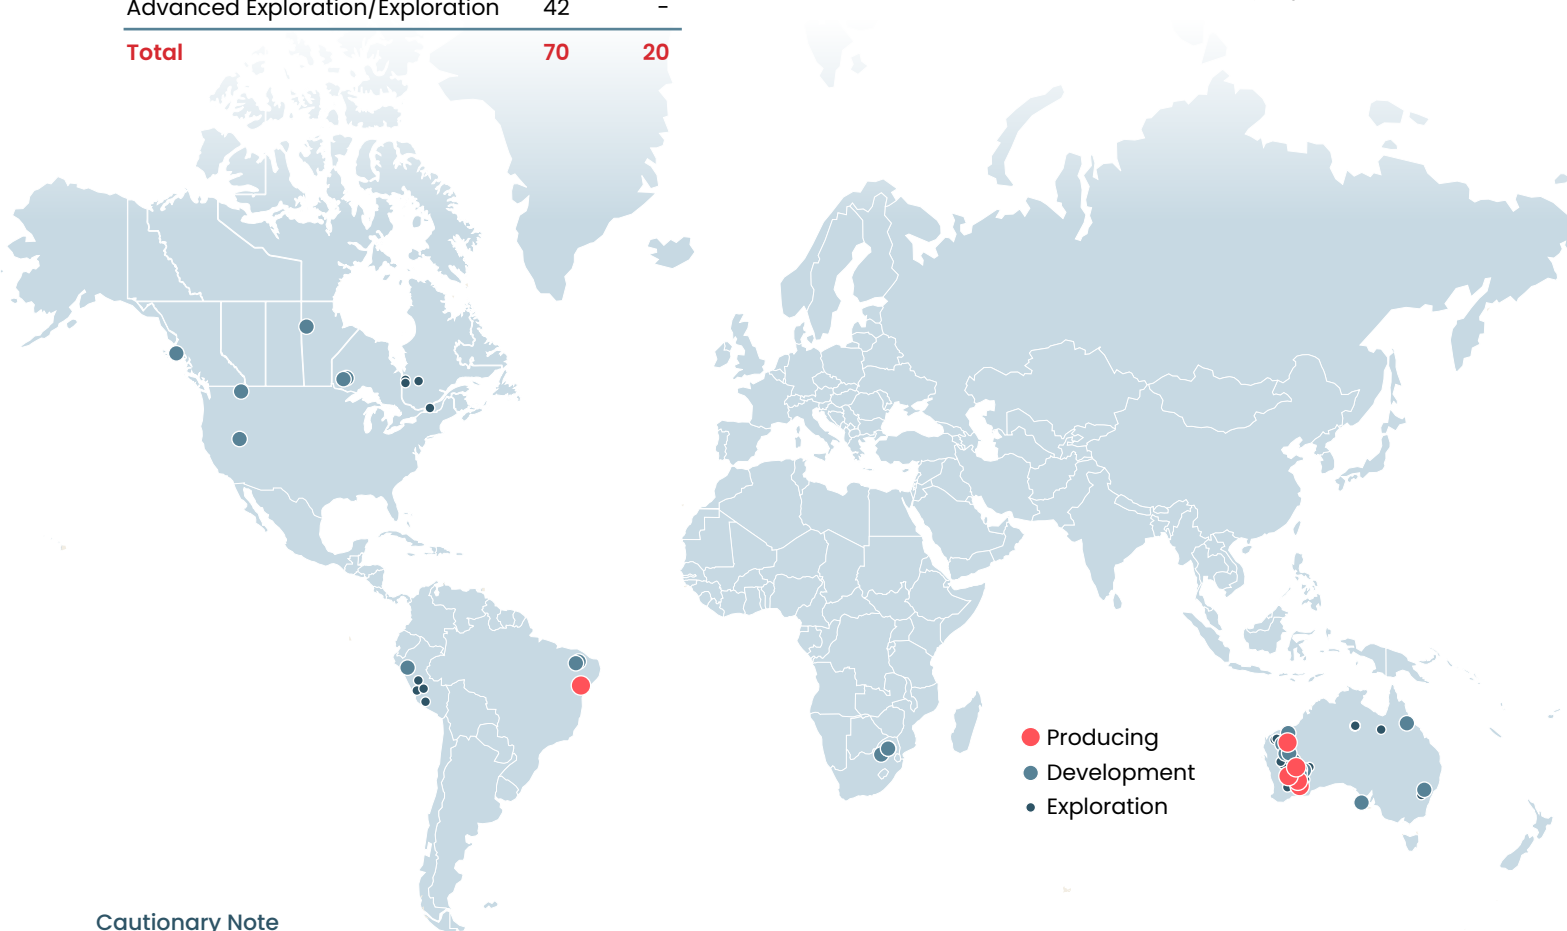 Advanced Exploration/Exploration 42 -
Total 70 20
Producing
Development
Exploration
Cautionary Note